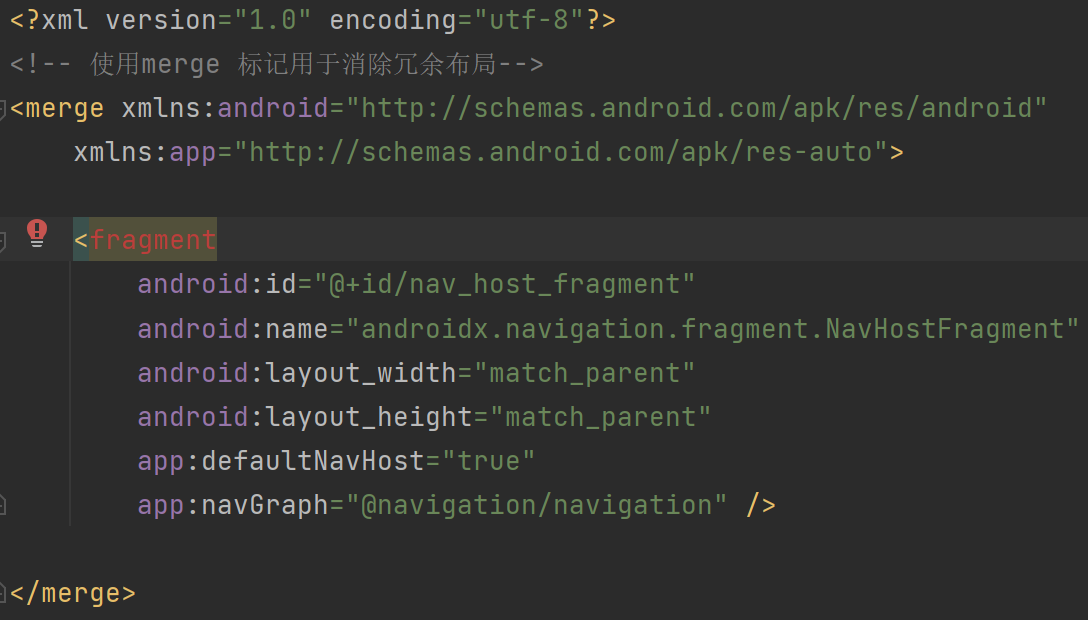 <?xml version="1.0" encoding="utf-8"?>
<!-- 使用merge 标记用于消除冗余布局-->
<merge xmlns:android="http://schemas.android.com/apk/res/android"
xmlns:app="http://schemas.android.com/apk/res-auto">
<fragment
android:id="@+id/nav_host_fragment"
android:name="androidx.navigation.fragment.NavHostFragment"
android:layout_width="match_parent"
android:layout_height="match_parent"
app:defaultNavHost="true"
app:navGraph="@navigation/navigation" />
</merge>